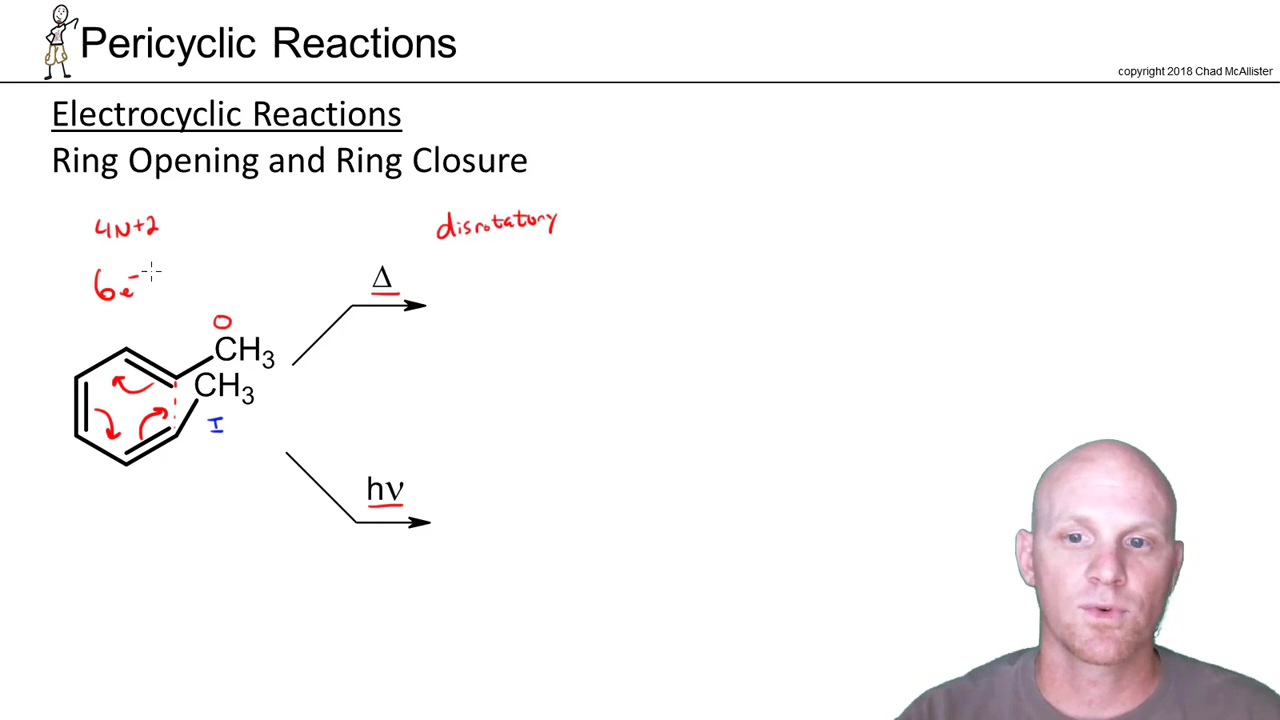 Pericyclic Reactions
copyright 2018 Chad McAllister
Electrocyclic Reactions
Ring Opening and Ring Closure
4N+2
disrotatory
6e⁻
Δ
O
CH₃
CH₃
I
hν